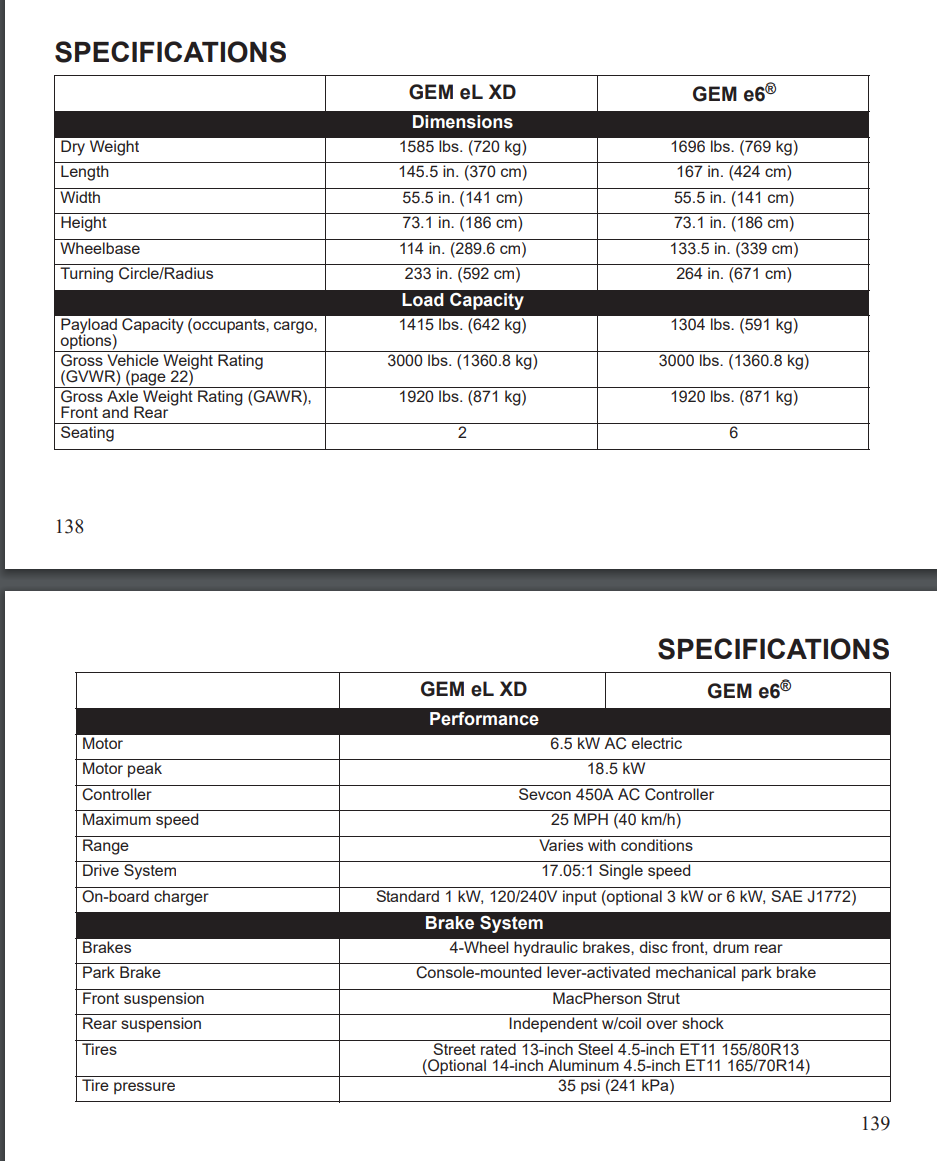 SPECIFICATIONS
GEM eL XD GEM e6®
Dimensions
Dry Weight 1585 lbs. (720 kg) 1696 lbs. (769 kg)
Length 145.5 in. (370 cm) 167 in. (424 cm)
Width 55.5 in. (141 cm) 55.5 in. (141 cm)
Height 73.1 in. (186 cm) 73.1 in. (186 cm)
Wheelbase 114 in. (289.6 cm) 133.5 in. (339 cm)
Turning Circle/Radius 233 in. (592 cm) 264 in. (671 cm)
Load Capacity
Payload Capacity (occupants, cargo, 1415 lbs. (642 kg) 1304 lbs. (591 kg)
options)
Gross Vehicle Weight Rating 3000 lbs. (1360.8 kg) 3000 lbs. (1360.8 kg)
(GVWR) (page 22)
Gross Axle Weight Rating (GAWR), 1920 lbs. (871 kg) 1920 lbs. (871 kg)
Front and Rear
Seating 2 6
138
SPECIFICATIONS
GEM eL XD GEM e6®
Performance
Motor 6.5 kW AC electric
Motor peak 18.5 kW
Controller Sevcon 450A AC Controller
Maximum speed 25 MPH (40 km/h)
Range Varies with conditions
Drive System 17.05:1 Single speed
On-board charger Standard 1 kW, 120/240V input (optional 3 kW or 6 kW, SAE J1772)
Brake System
Brakes 4-Wheel hydraulic brakes, disc front, drum rear
Park Brake Console-mounted lever-activated mechanical park brake
Front suspension MacPherson Strut
Rear suspension Independent w/coil over shock
Tires Street rated 13-inch Steel 4.5-inch ET11 155/80R13
(Optional 14-inch Aluminum 4.5-inch ET11 165/70R14)
Tire pressure 35 psi (241 kPa)
139